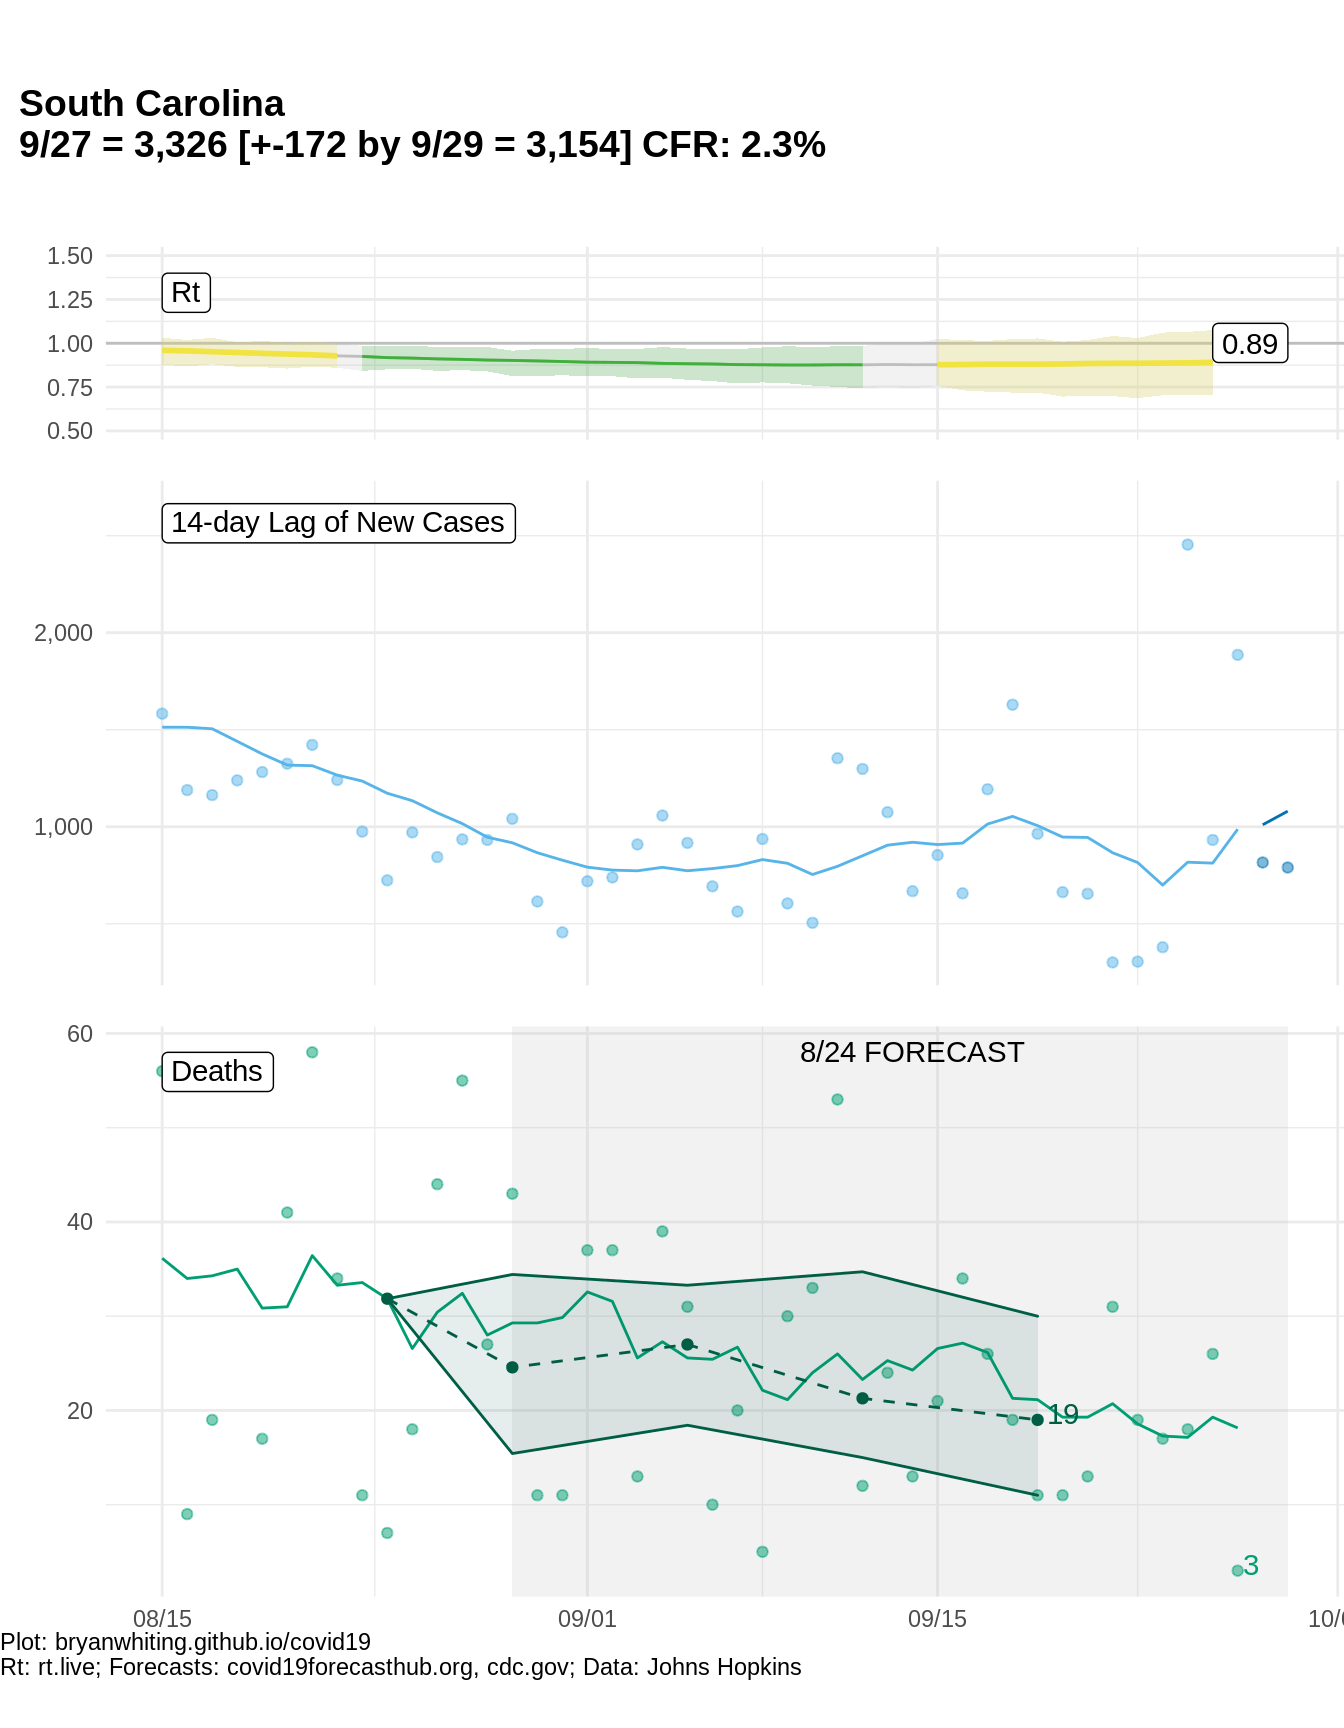 South Carolina
9/27 = 3,326 [+-172 by 9/29 = 3,154] CFR: 2.3%
1.50
1.25
1.00
0.75
0.50
Rt
0.89
14-day Lag of New Cases
2,000
1,000
60
40
20
Deaths
8/24 FORECAST
19
3
08/15
09/01
09/15
Plot: bryanwhiting.github.io/covid19
Rt: rt.live; Forecasts: covid19forecasthub.org, cdc.gov; Data: Johns Hopkins